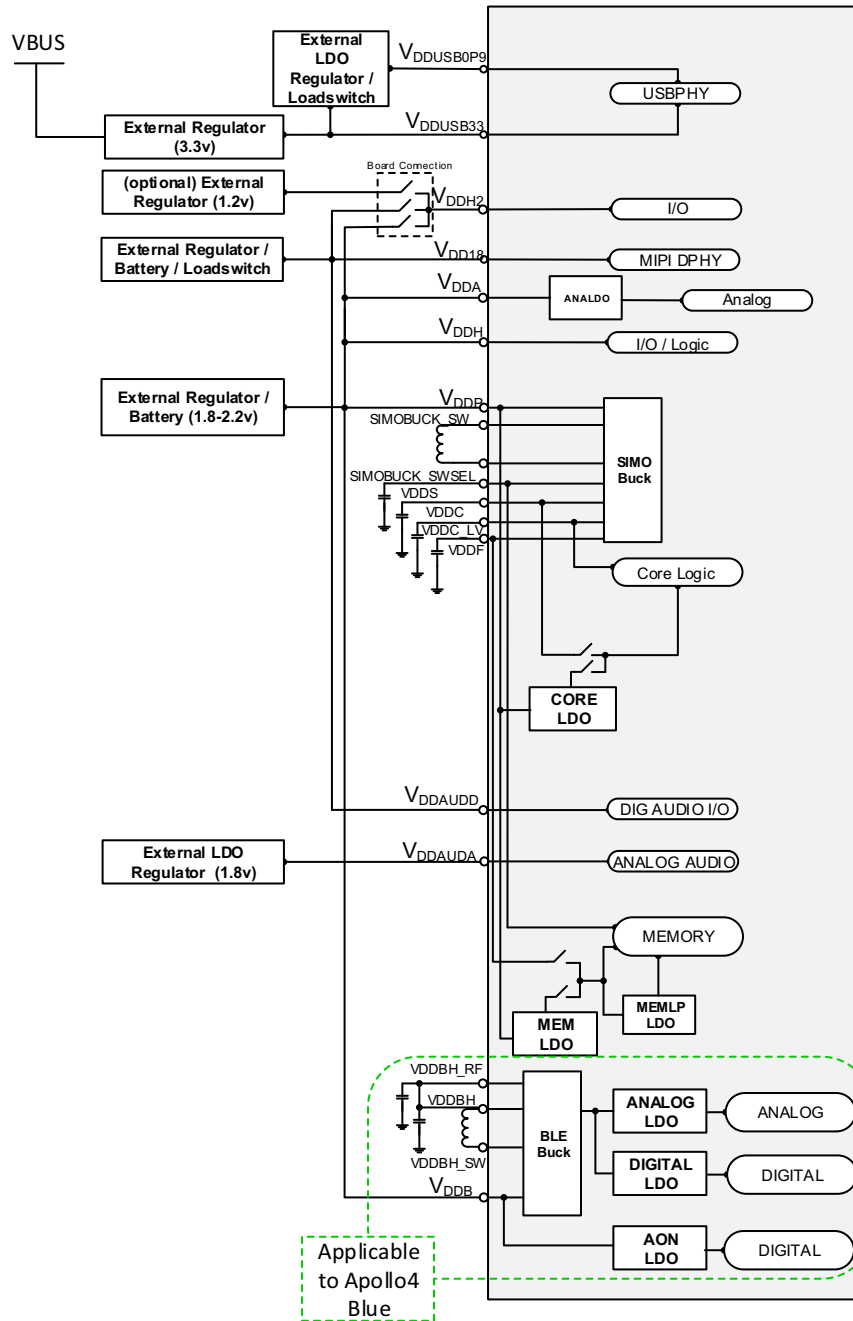 VBUS
External
LDO
Regulator /
Loadswitch
VDDUSB0P9
USBPHY
External Regulator
(3.3v)
VDDUSB33
Board Connection
(optional) External
Regulator (1.2v)
VDDH2
I/O
External Regulator /
Battery / Loadswitch
VDD18
MIPI DPHY
VDDA
ANALDO
Analog
VDDH
I/O / Logic
External Regulator /
Battery (1.8-2.2v)
VDDP
SIMOBUCK_SW
SIMO
Buck
SIMOBUCK_SWSEL
VDDS
VDDC
VDDC_LV
VDDF
Core Logic
CORE
LDO
VDDAUDD
DIG AUDIO I/O
External LDO
Regulator (1.8v)
VDDAUDA
ANALOG AUDIO
MEMORY
MEM
LDO
MEMLP
LDO
VDDBH_RF
VDDBH
VDDBH_SW
BLE
Buck
ANALOG
LDO
ANALOG
DIGITAL
LDO
DIGITAL
VDDB
AON
LDO
DIGITAL
Applicable
to Apollo4
Blue